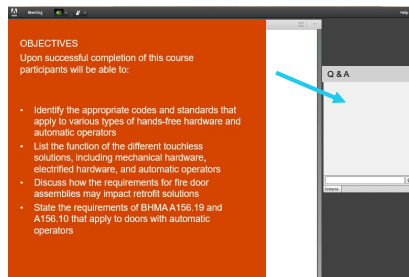 Meeting
Help
OBJECTIVES
Upon successful completion of this course
participants will be able to:
• Identify the appropriate codes and standards that
apply to various types of hands-free hardware and
automatic operators
• List the function of the different touchless
solutions, including mechanical hardware,
electrified hardware, and automatic operators
• Discuss how the requirements for fire door
assemblies may impact retrofit solutions
• State the requirements of BHMA A156.19 and
A156.10 that apply to doors with automatic
operators
Q & A
Everyone